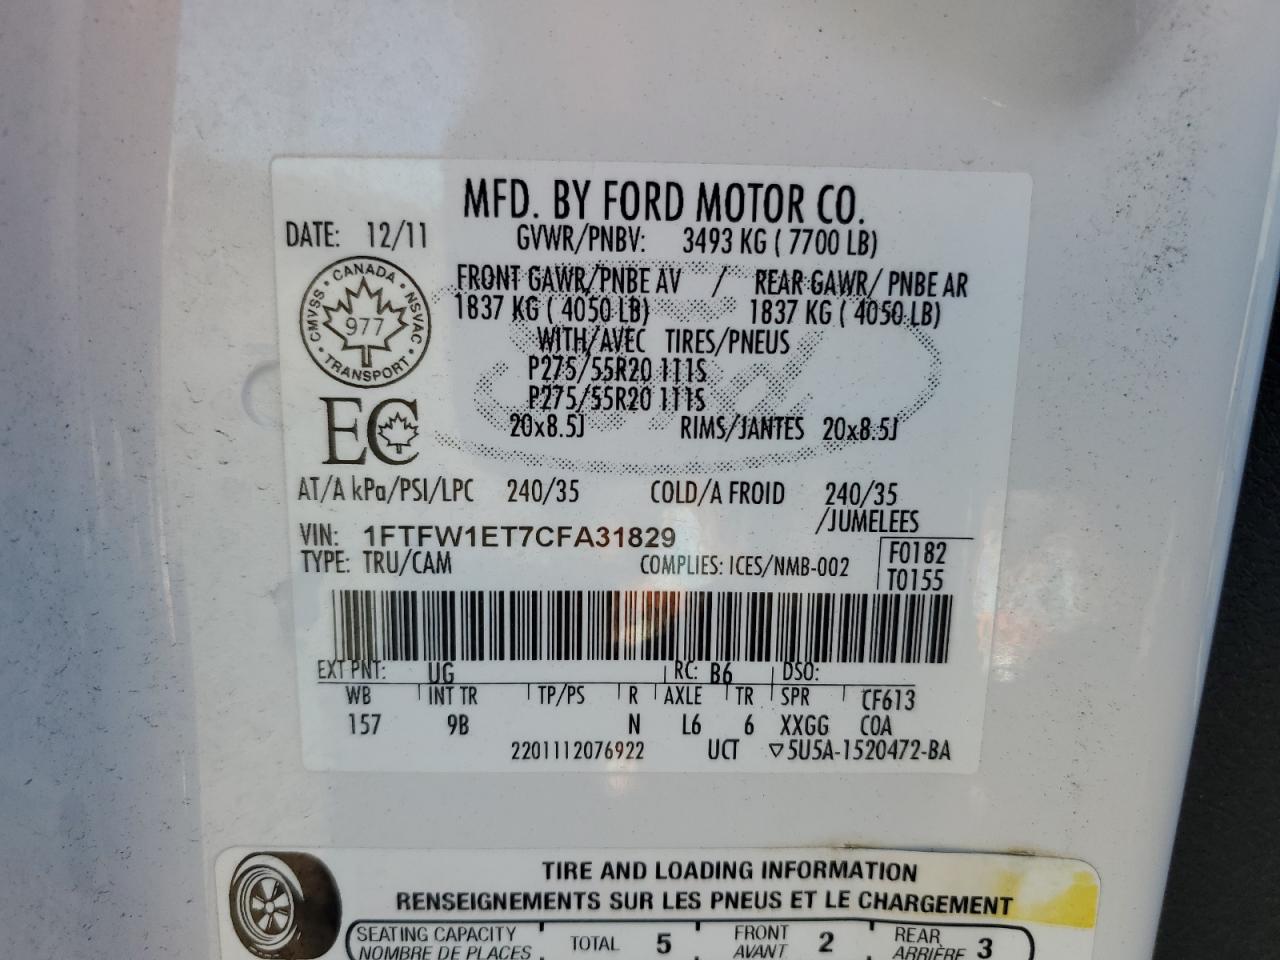 MFD. BY FORD MOTOR CO.
DATE: 12/11 GVWR/PNBV: 3493 KG ( 7700 LB)
FRONT GAWR/PNBE AV / REAR GAWR/ PNBE AR
1837 KG ( 4050 LB) 1837 KG ( 4050 LB)
WITH/AVEC TIRES/PNEUS
P275/55R20 111S
P275/55R20 111S
20x8.5J RIMS/JANTES 20x8.5J
CANADA · NSVAC · TRANSPORT · CMVSS ·
977
EC
AT/A kPa/PSI/LPC 240/35 COLD/A FROID 240/35
/JUMELEES
VIN: 1FTFW1ET7CFA31829
TYPE: TRU/CAM COMPLIES: ICES/NMB-002
F0182
T0155
EXT PNT: UG RC: B6 DSO:
WB INT TR TP/PS R AXLE TR SPR CF613
157 9B N L6 6 XXGG COA
2201112076922 UCT ▽5U5A-1520472-BA
TIRE AND LOADING INFORMATION
RENSEIGNEMENTS SUR LES PNEUS ET LE CHARGEMENT
SEATING CAPACITY
NOMBRE DE PLACES
TOTAL 5
FRONT
AVANT 2
REAR
ARRIÈRE 3